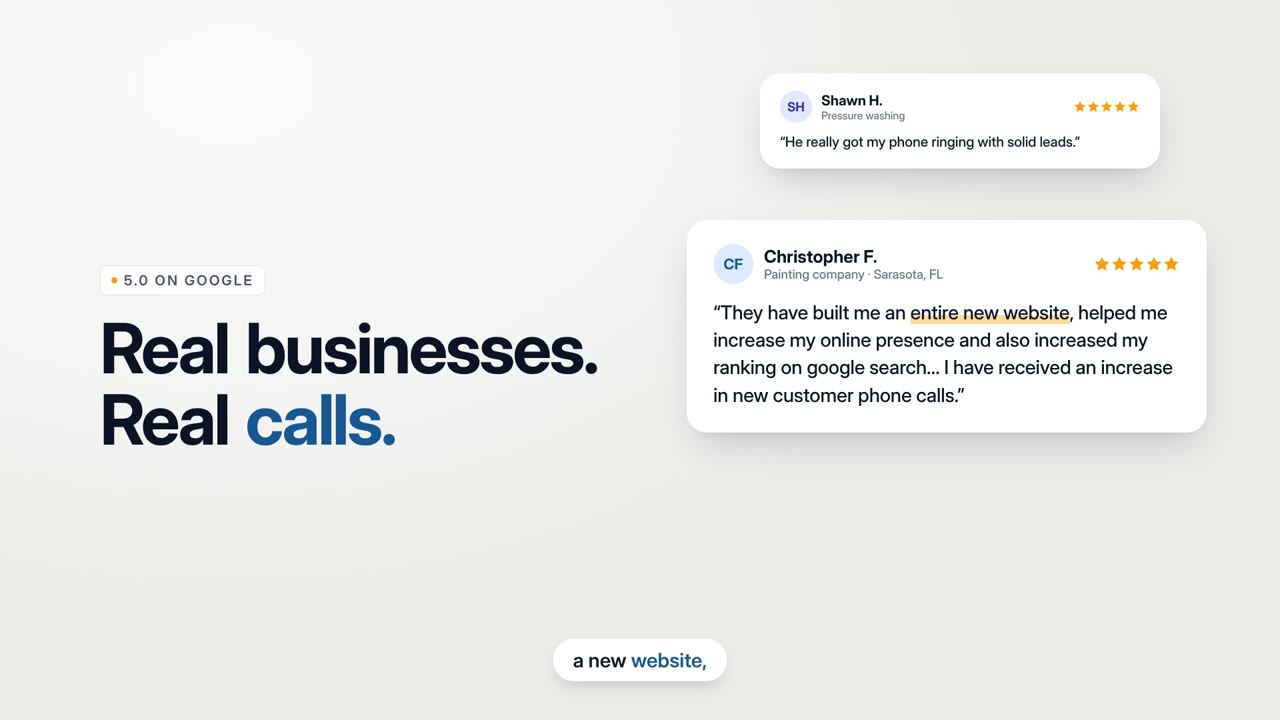 5.0 ON GOOGLE
Real businesses.
Real calls.
SH
Shawn H.
Pressure washing
“He really got my phone ringing with solid leads.”
CF
Christopher F.
Painting company · Sarasota, FL
“They have built me an entire new website, helped me
increase my online presence and also increased my
ranking on google search... I have received an increase
in new customer phone calls.”
a new website,